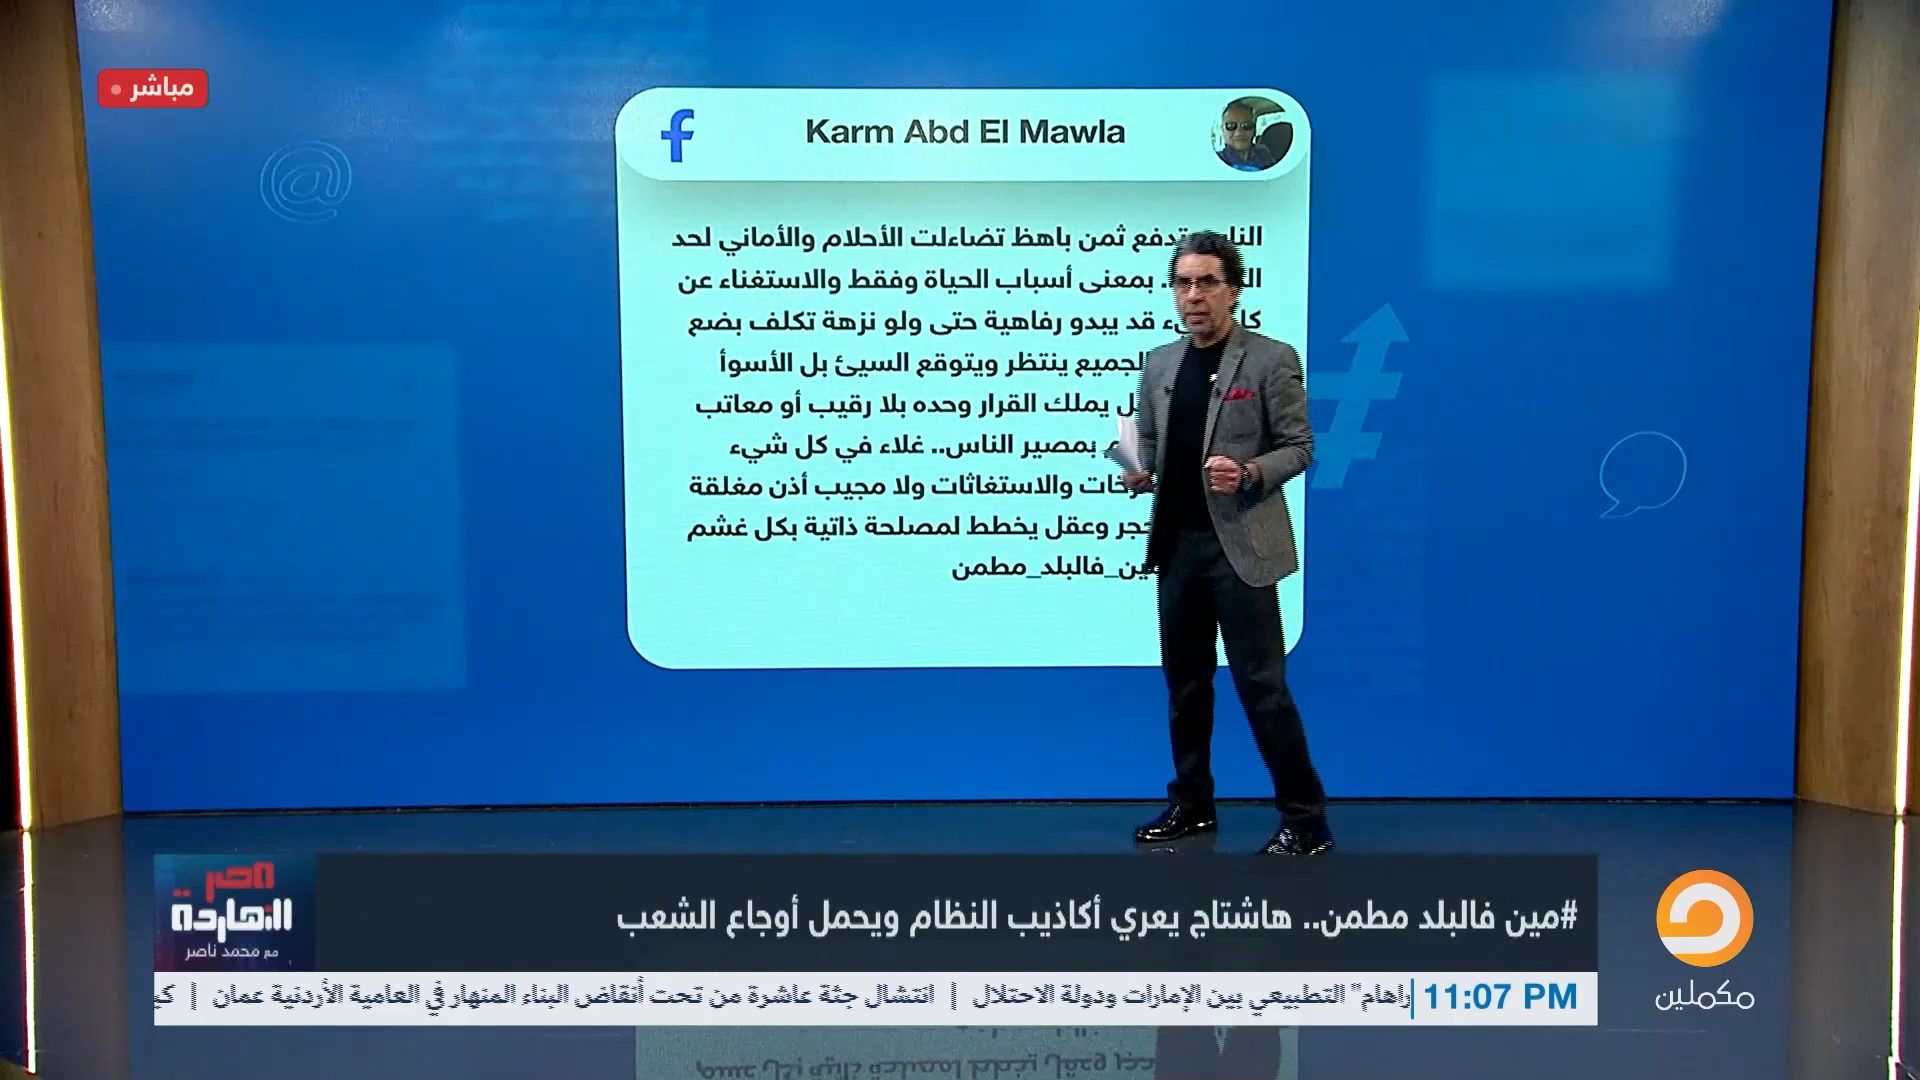 مباشر
Karm Abd El Mawla
تدفع ثمن باهظ تضاءلت الأحلام والأماني لحد
بمعنى أسباب الحياة وفقط والاستغناء عن
قد يبدو رفاهية حتى ولو نزهة تكلف بضع
الجميع ينتظر ويتوقع السيئ بل الأسوأ
يملك القرار وحده بلا رقيب أو معاتب
بمصير الناس.. غلاء في كل شيء
والاستغاثات ولا مجيب أذن مغلقة
وعقل يخطط لمصلحة ذاتية بكل غشم
ين_فالبلد_مطمن
#مين فالبلد مطمن.. هاشتاج يعري أكاذيب النظام ويحمل أوجاع الشعب
مصر النهاردة
مع محمد ناصر
11:07 PM
راهام" التطبيعي بين الإمارات ودولة الاحتلال | انتشال جثة عاشرة من تحت أنقاض البناء المنهار في العامية الأردنية عمان |
مكملين